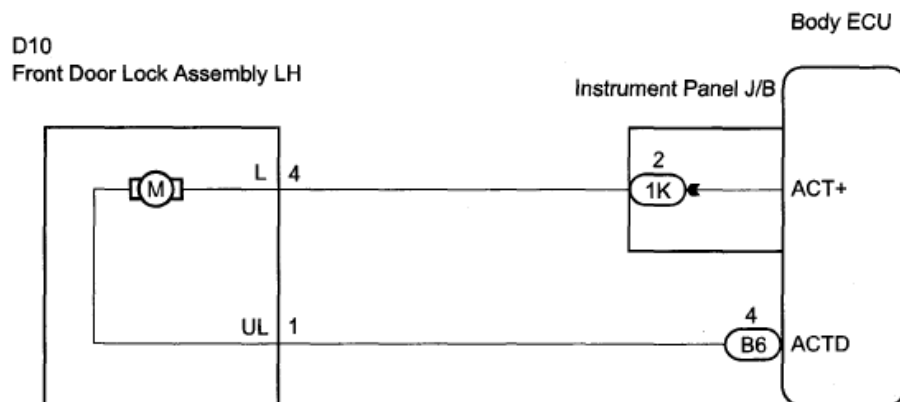 Body ECU
D10
Front Door Lock Assembly LH
Instrument Panel J/B
M
L 4
2
1K
ACT+
UL 1
4
B6
ACTD